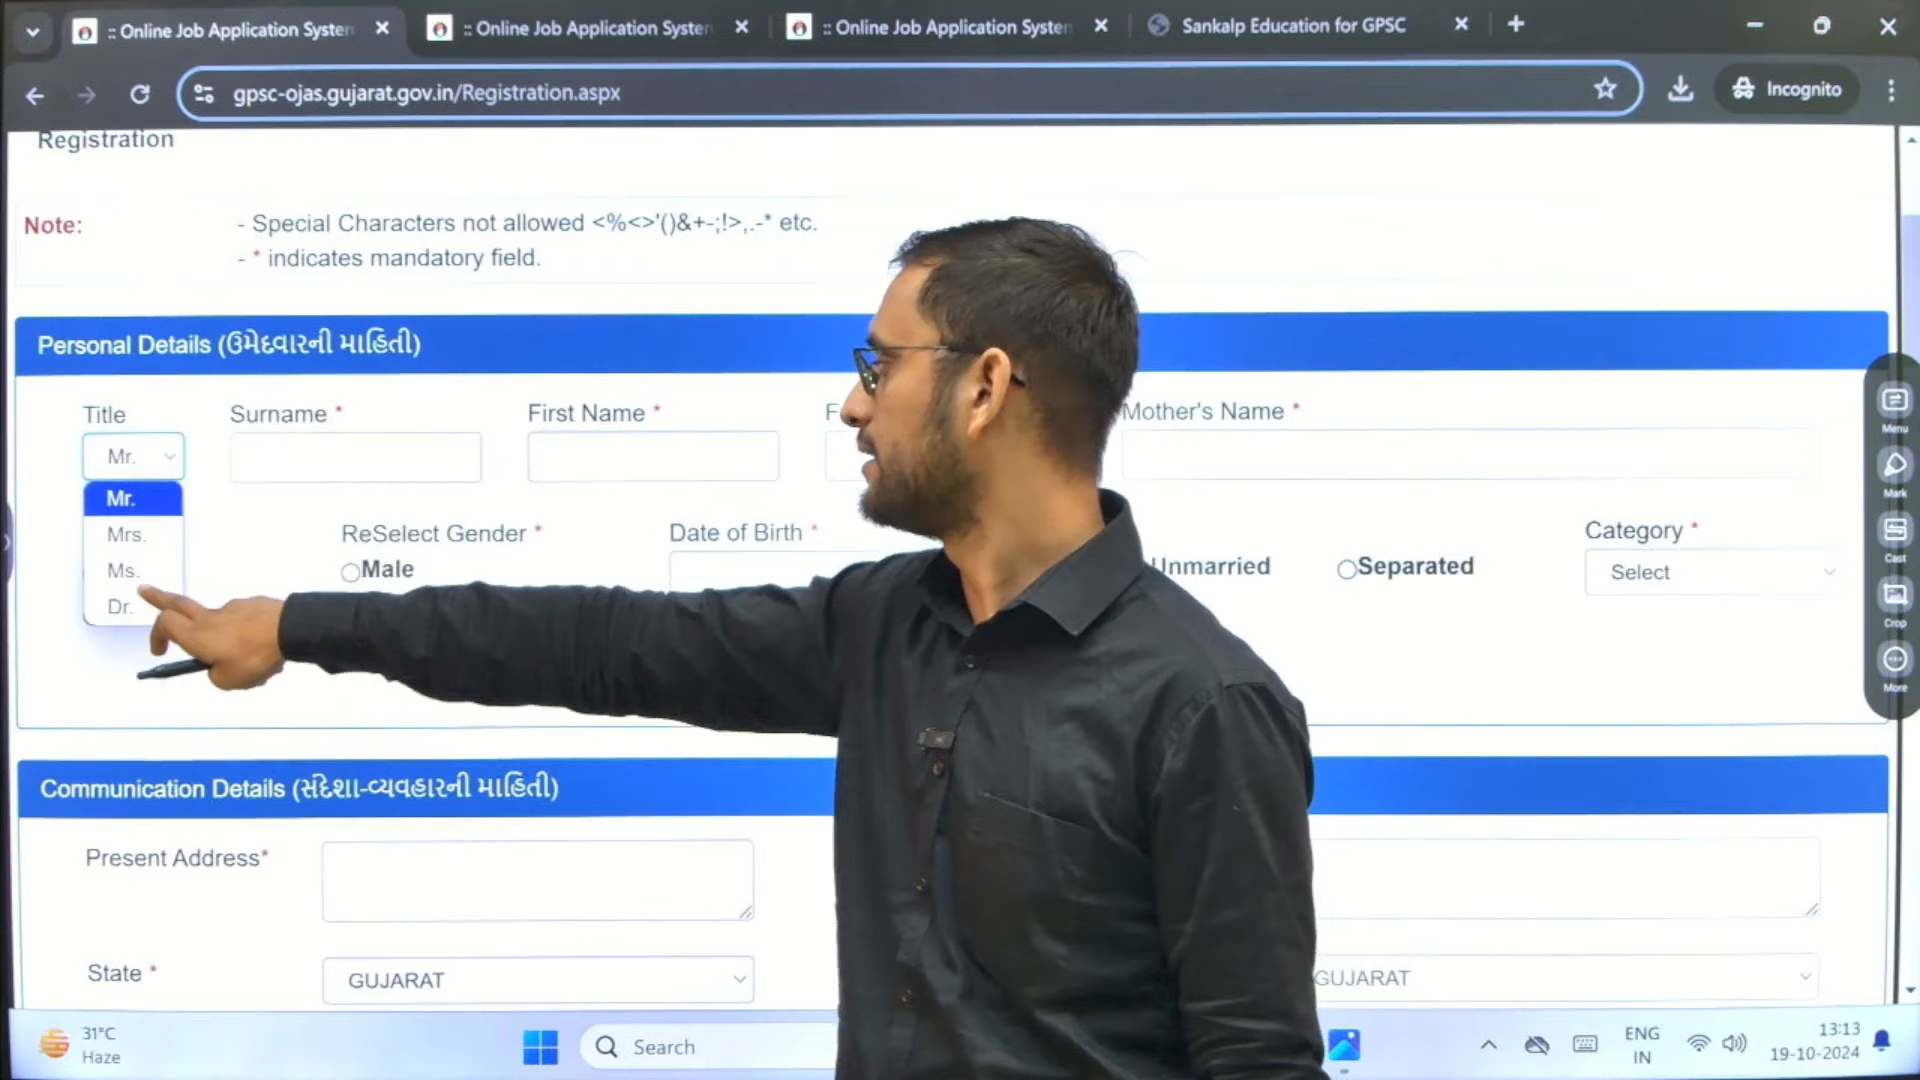 :: Online Job Application System
:: Online Job Application System
:: Online Job Application System
Sankalp Education for GPSC
gpsc-ojas.gujarat.gov.in/Registration.aspx
Incognito
Registration
Note:
- Special Characters not allowed <%<>'()&+-;!>,.-* etc.
- * indicates mandatory field.
Personal Details (ઉમેદવારની માહિતી)
Title
Surname *
First Name *
Mother's Name *
Mr.
Mr.
Mrs.
Ms.
Dr.
ReSelect Gender *
Date of Birth *
Category *
Male
Unmarried
Separated
Select
Communication Details (સંદેશા-વ્યવહારની માહિતી)
Present Address*
State *
GUJARAT
GUJARAT
Menu
Mark
Cast
Crop
More
31°C
Haze
Search
ENG
IN
13:13
19-10-2024